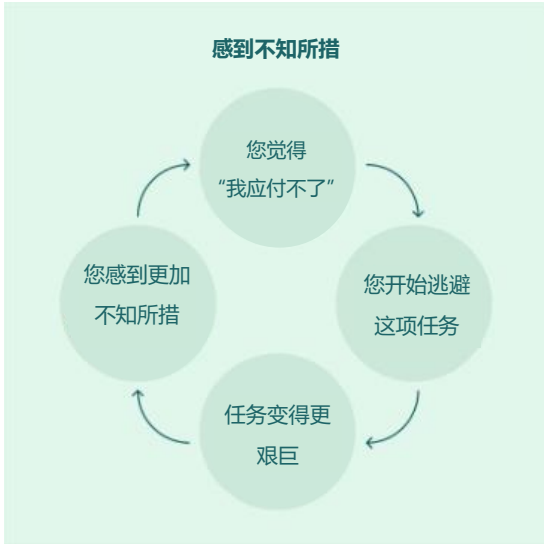 感到不知所措
您觉得
“我应付不了”
您开始逃避
这项任务
任务变得更
艰巨
您感到更加
不知所措